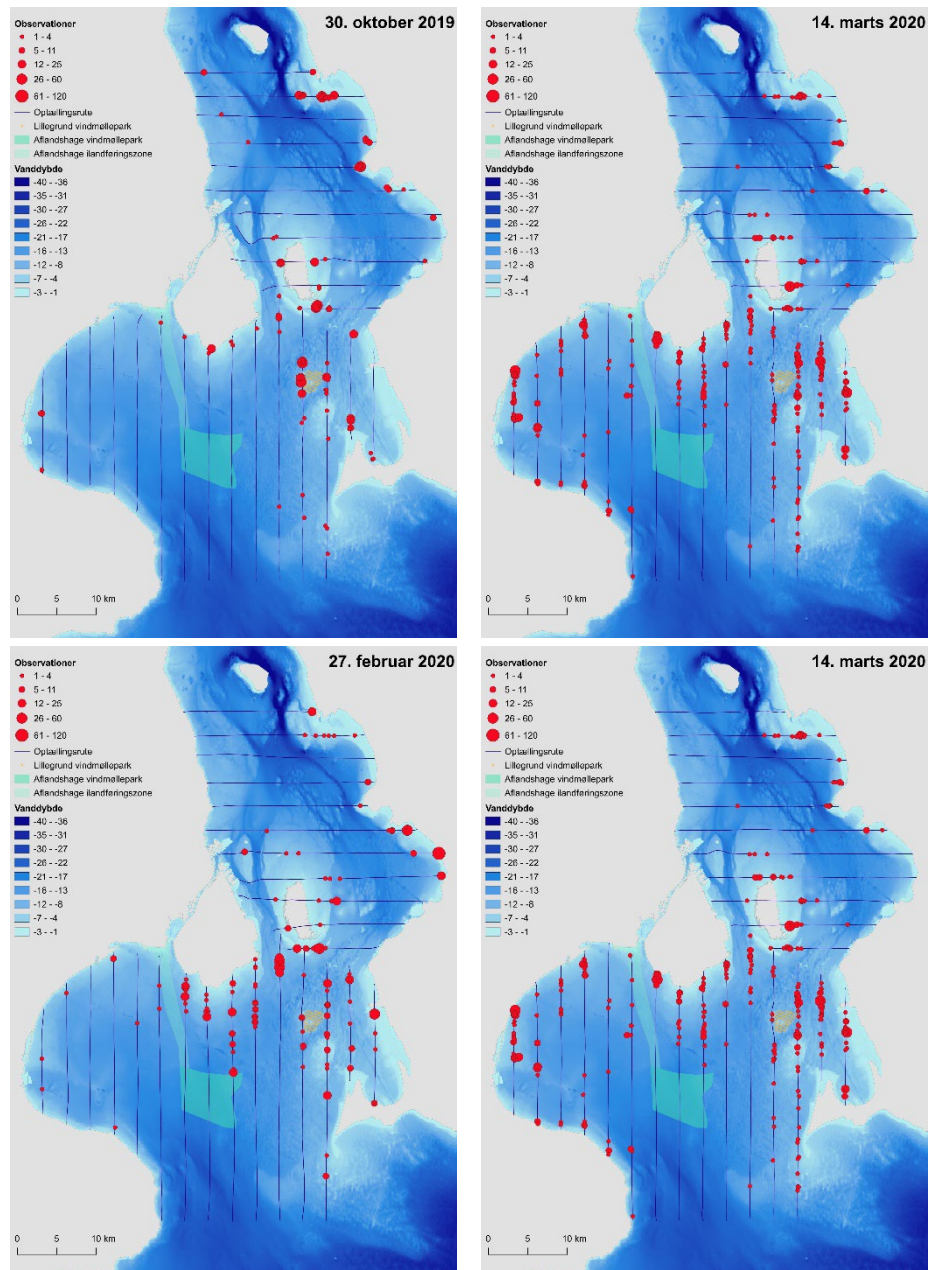 30. oktober 2019
Observationer
1 - 4
5 - 11
12 - 25
26 - 60
61 - 120
Optællingsrute
Lillegrund vindmøllepark
Aflandshage vindmøllepark
Aflandshage ilandføringszone
Vanddybde
-40 - -36
-35 - -31
-30 - -27
-26 - -22
-21 - -17
-16 - -13
-12 - -8
-7 - -4
-3 - -1
0 5 10 km
14. marts 2020
Observationer
1 - 4
5 - 11
12 - 25
26 - 60
61 - 120
Optællingsrute
Lillegrund vindmøllepark
Aflandshage vindmøllepark
Aflandshage ilandføringszone
Vanddybde
-40 - -36
-35 - -31
-30 - -27
-26 - -22
-21 - -17
-16 - -13
-12 - -8
-7 - -4
-3 - -1
0 5 10 km
27. februar 2020
Observationer
1 - 4
5 - 11
12 - 25
26 - 60
61 - 120
Optællingsrute
Lillegrund vindmøllepark
Aflandshage vindmøllepark
Aflandshage ilandføringszone
Vanddybde
-40 - -36
-35 - -31
-30 - -27
-26 - -22
-21 - -17
-16 - -13
-12 - -8
-7 - -4
-3 - -1
0 5 10 km
14. marts 2020
Observationer
1 - 4
5 - 11
12 - 25
26 - 60
61 - 120
Optællingsrute
Lillegrund vindmøllepark
Aflandshage vindmøllepark
Aflandshage ilandføringszone
Vanddybde
-40 - -36
-35 - -31
-30 - -27
-26 - -22
-21 - -17
-16 - -13
-12 - -8
-7 - -4
-3 - -1
0 5 10 km